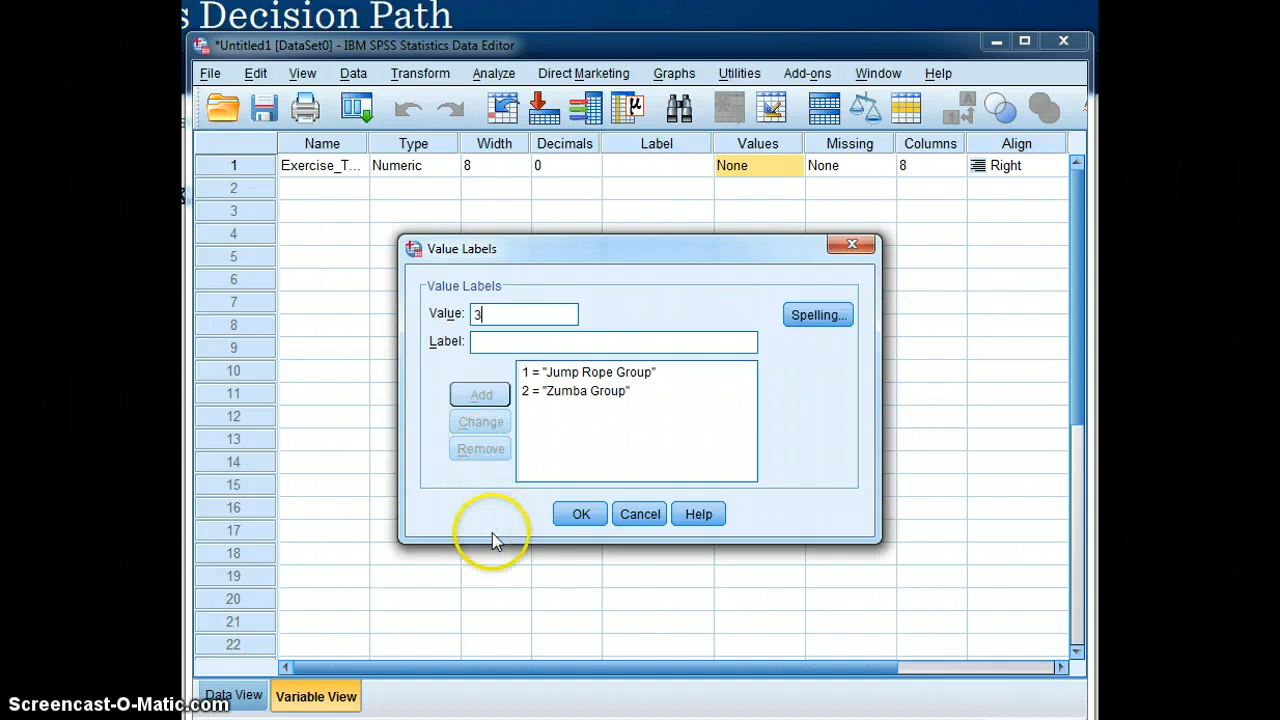 s Decision Path
*Untitled1 [DataSet0] - IBM SPSS Statistics Data Editor
File Edit View Data Transform Analyze Direct Marketing Graphs Utilities Add-ons Window Help
Name Type Width Decimals Label Values Missing Columns Align
1 Exercise_T... Numeric 8 0 None None 8 Right
2
3
4
5
6
7
8
9
10
11
12
13
14
15
16
17
18
19
20
21
22
Value Labels
Value Labels
Value: 3 Spelling...
Label:
1 = "Jump Rope Group"
2 = "Zumba Group"
Add
Change
Remove
OK Cancel Help
Data View Variable View
Screencast-O-Matic.com